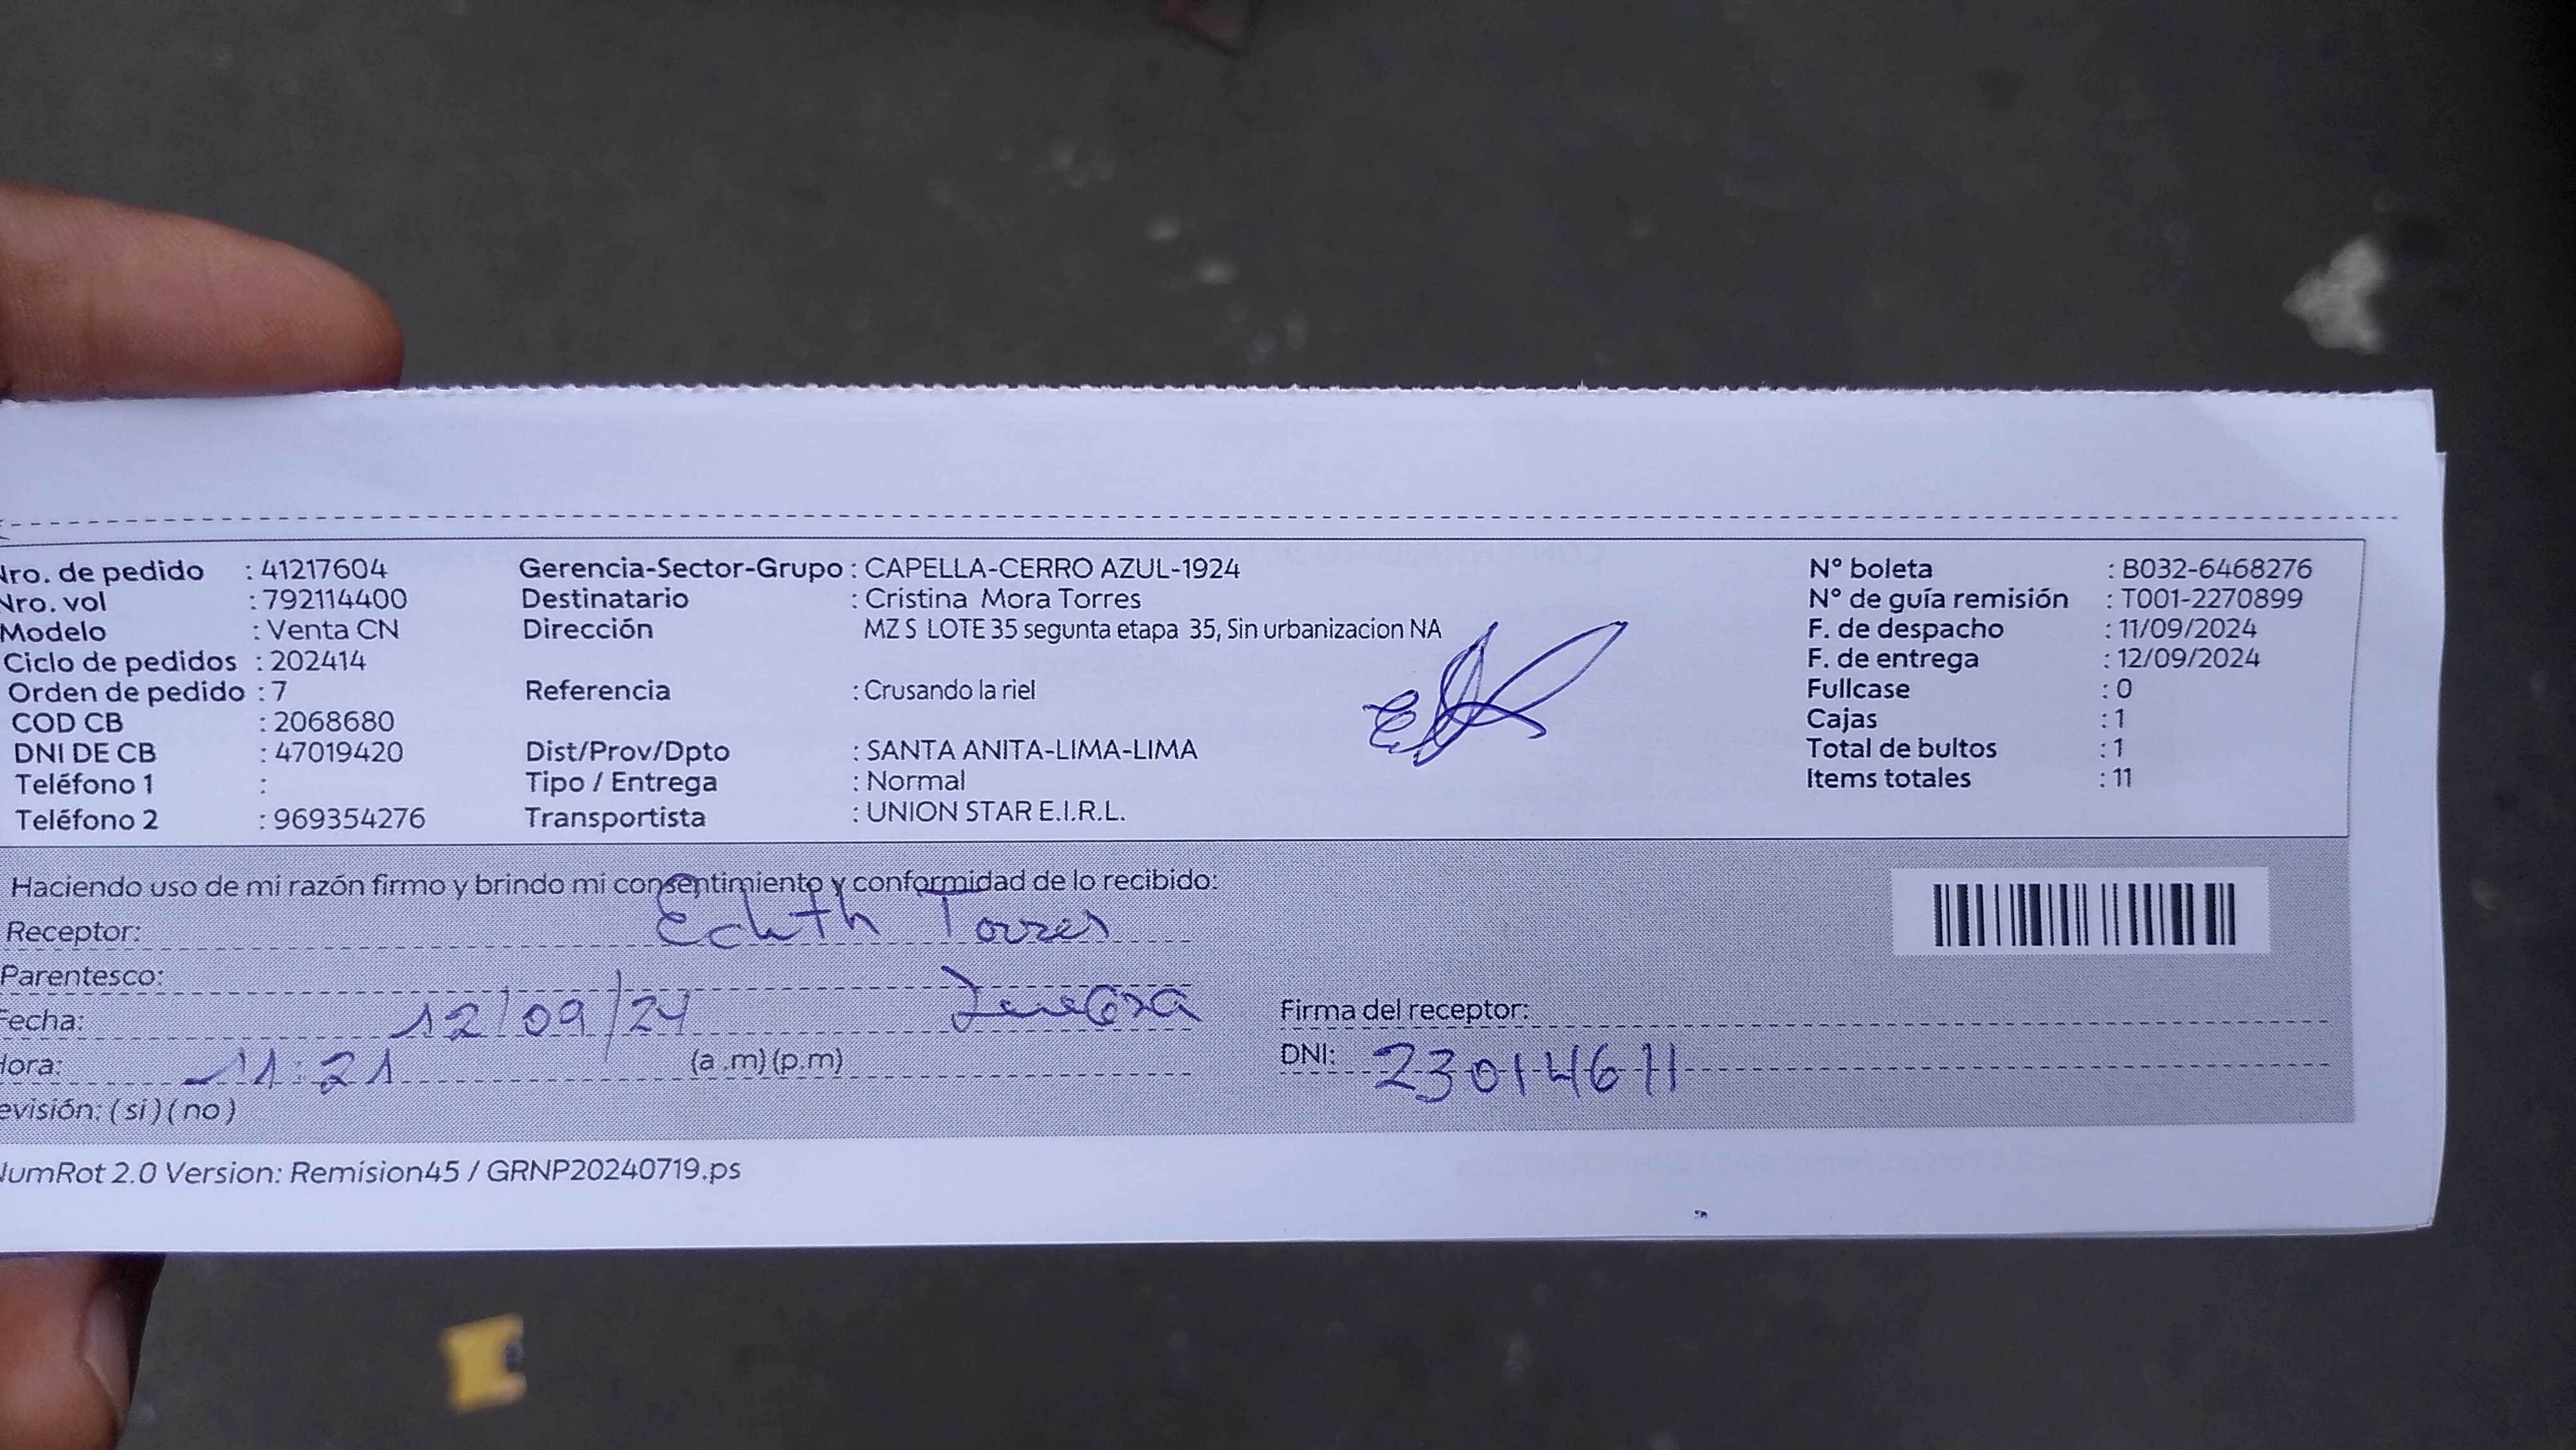 Nro. de pedido : 41217604 Gerencia-Sector-Grupo : CAPELLA-CERRO AZUL-1924 N° boleta : B032-6468276
Nro. vol : 792114400 Destinatario : Cristina Mora Torres N° de guía remisión : T001-2270899
Modelo : Venta CN Dirección MZ S LOTE 35 segunta etapa 35, Sin urbanizacion NA F. de despacho : 11/09/2024
Ciclo de pedidos : 202414 F. de entrega : 12/09/2024
Orden de pedido : 7 Referencia : Crusando la riel Fullcase : 0
COD CB : 2068680 Cajas : 1
DNI DE CB : 47019420 Dist/Prov/Dpto : SANTA ANITA-LIMA-LIMA Total de bultos : 1
Teléfono 1 : Tipo / Entrega : Normal Items totales : 11
Teléfono 2 : 969354276 Transportista : UNION STAR E.I.R.L.
Haciendo uso de mi razón firmo y brindo mi consentimiento y conformidad de lo recibido:
Receptor: Edith Torres
Parentesco:
Fecha: 12/09/24 Firma del receptor:
Hora: 11:21 (a.m)(p.m) DNI: 23014611
evisión: (si)(no)
NumRot 2.0 Version: Remision45 / GRNP20240719.ps